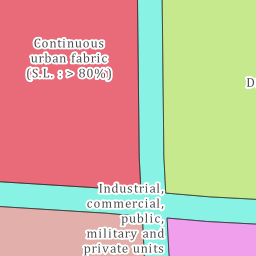 Continuous
urban fabric
(S.L. : > 80%)
D
Industrial,
commercial,
public,
military and
private units